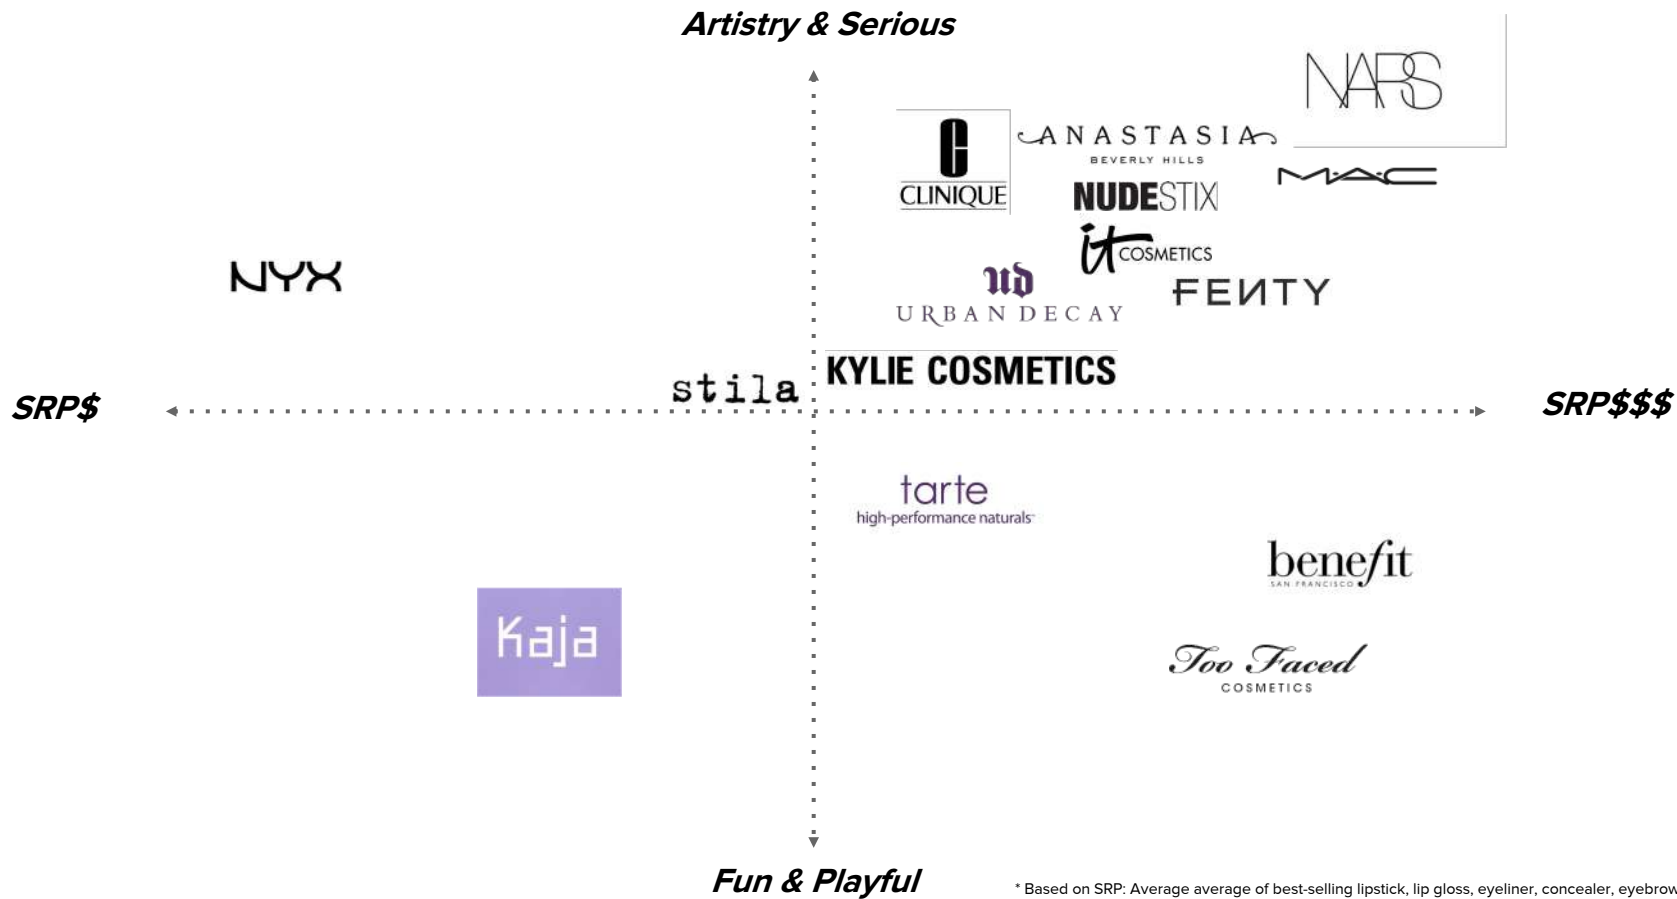 Artistry & Serious
NARS
C
CLINIQUE
ANASTASIA
BEVERLY HILLS
MAC
NUDESTIX
it COSMETICS
NYX
ud
URBAN DECAY
FEИTY
KYLIE COSMETICS
stila
SRP$
SRP$$$
tarte
high-performance naturals™
benefit
SAN FRANCISCO
Kaja
Too Faced
COSMETICS
Fun & Playful
* Based on SRP: Average average of best-selling lipstick, lip gloss, eyeliner, concealer, eyebrow